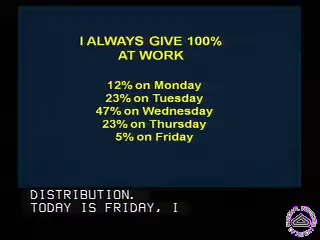 I ALWAYS GIVE 100%
AT WORK
12% on Monday
23% on Tuesday
47% on Wednesday
23% on Thursday
5% on Friday
DISTRIBUTION.
TODAY IS FRIDAY, I